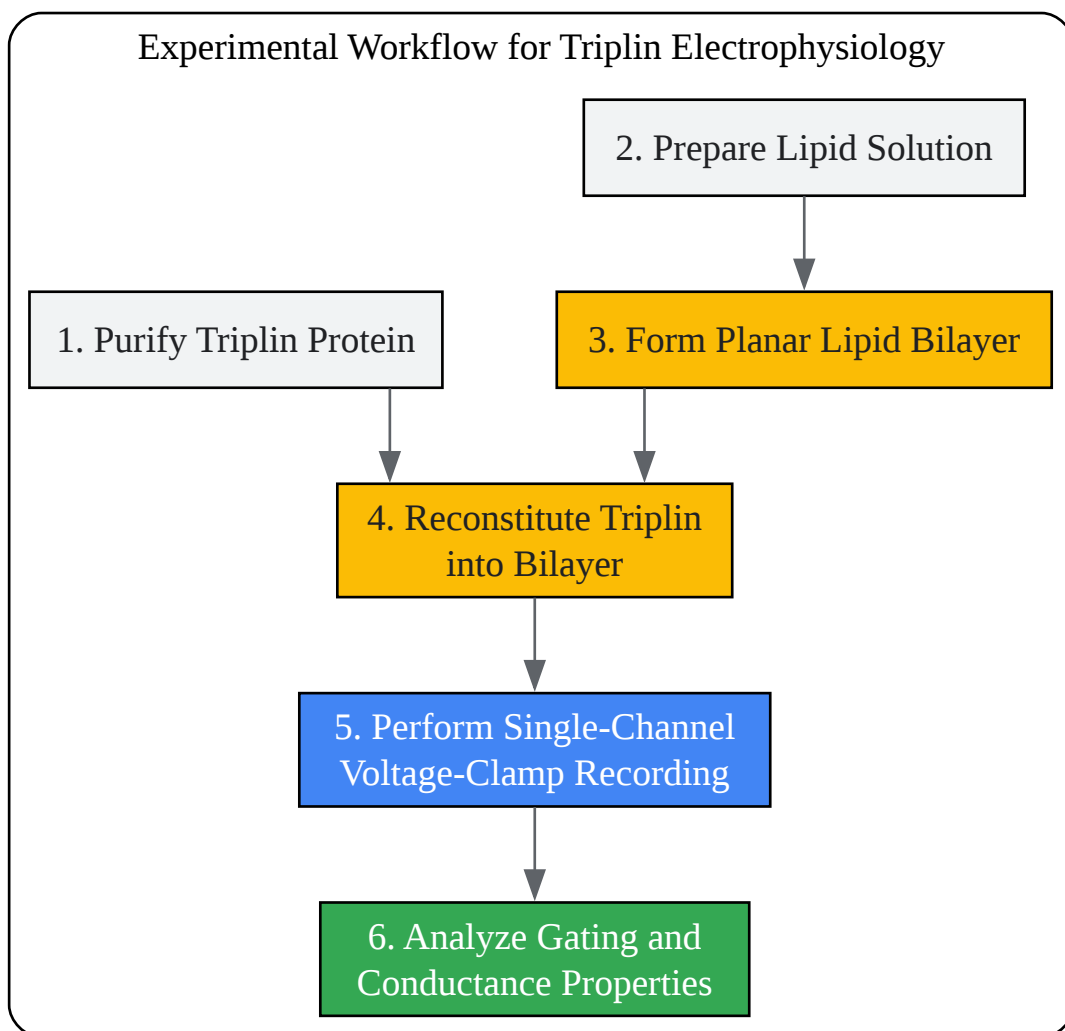 Experimental Workflow for Triplin Electrophysiology
2. Prepare Lipid Solution
1. Purify Triplin Protein
3. Form Planar Lipid Bilayer
4. Reconstitute Triplin
into Bilayer
5. Perform Single-Channel
Voltage-Clamp Recording
6. Analyze Gating and
Conductance Properties